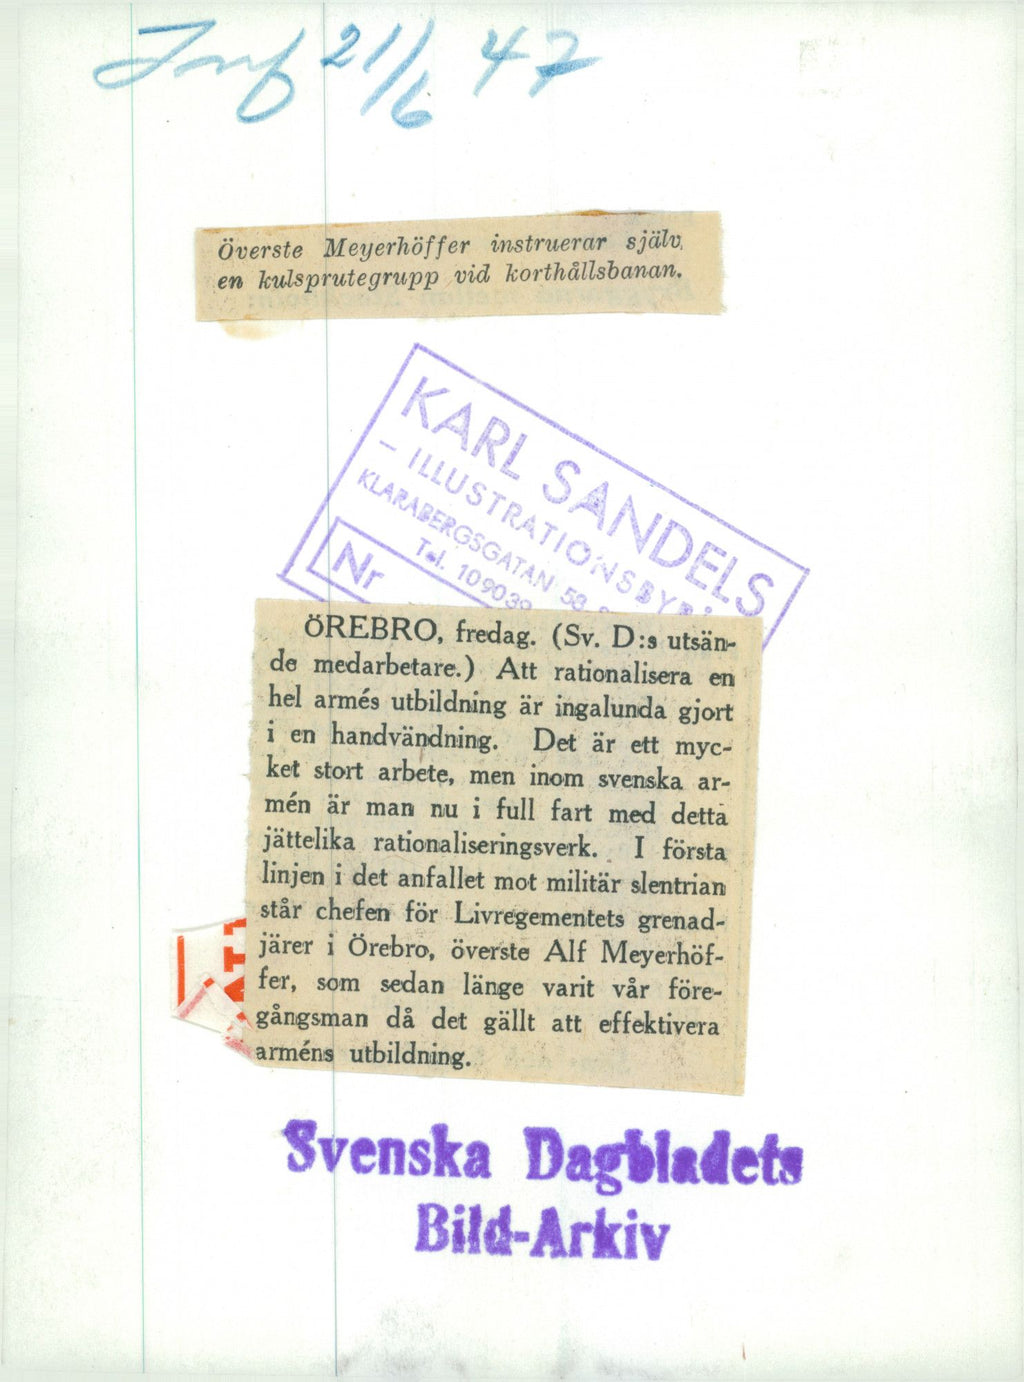 Inf 21/6 47
Överste Meyerhöffer instruerar själv,
en kulsprutegrupp vid korthållsbanan.
KARL SANDELS
- ILLUSTRATIONSBYRÅ
KLARABERGSGATAN 58
Tel. 109039
Nr
ÖREBRO, fredag. (Sv. D:s utsän-
de medarbetare.) Att rationalisera en
hel armés utbildning är ingalunda gjort
i en handvändning. Det är ett myc-
ket stort arbete, men inom svenska ar-
mén är man nu i full fart med detta
jättelika rationaliseringsverk. I första
linjen i det anfallet mot militär slentrian
står chefen för Livregementets grenad-
järer i Örebro, överste Alf Meyerhöf-
fer, som sedan länge varit vår före-
gångsman då det gällt att effektivera
arméns utbildning.
Svenska Dagbladets
Bild-Arkiv